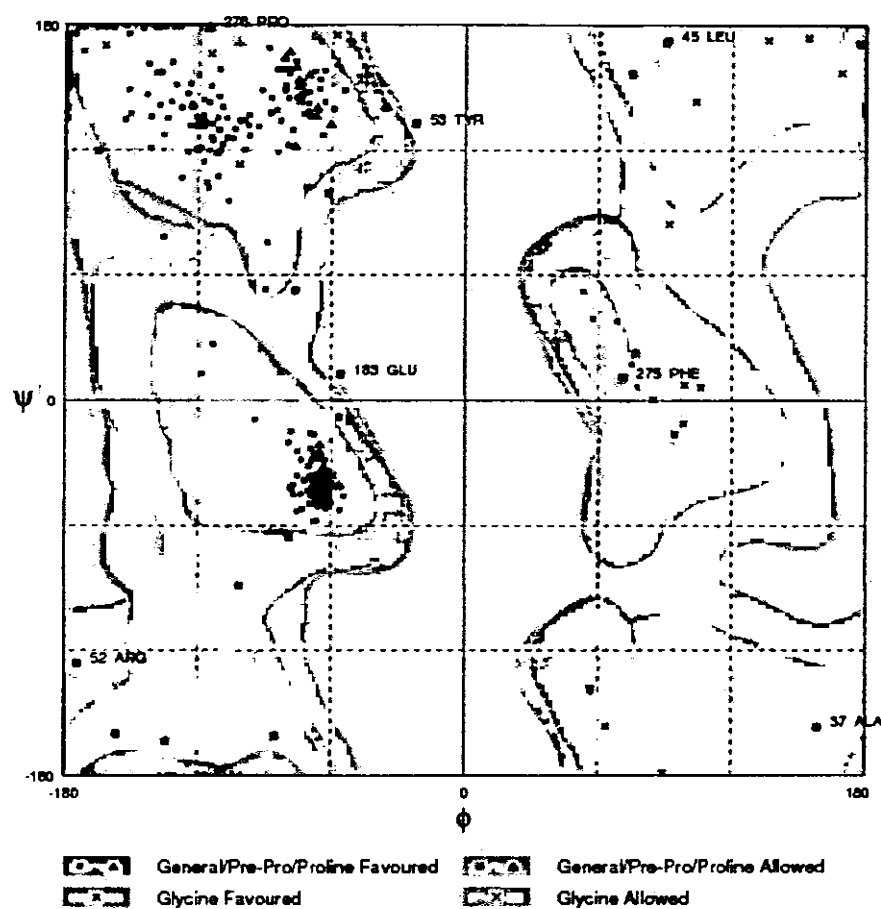 180
276 PRO
45 LEU
53 TYR
183 GLU
275 PHE
ψ
0
52 ARG
37 ALA
-180
-180
0
180
ϕ
General/Pre-Pro/Proline Favoured
General/Pre-Pro/Proline Allowed
Glycine Favoured
Glycine Allowed